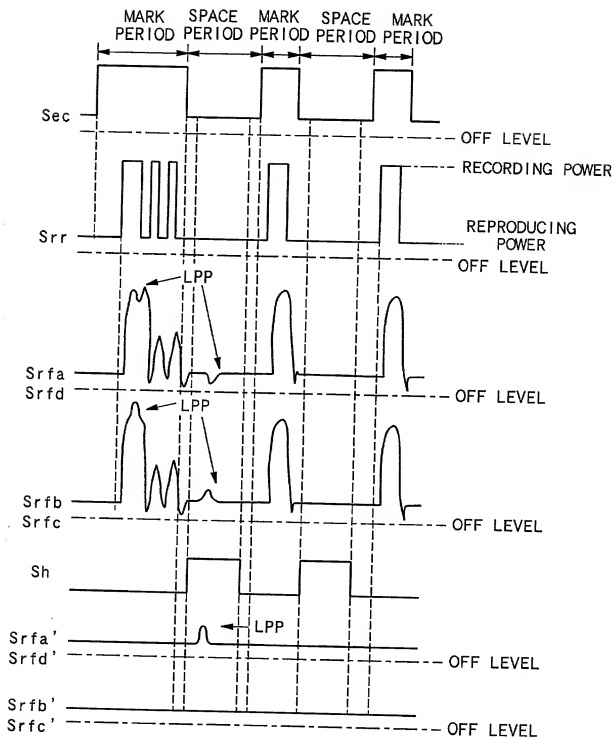 MARK PERIOD
SPACE PERIOD
MARK PERIOD
SPACE PERIOD
MARK PERIOD
Sec
OFF LEVEL
RECORDING POWER
Srr
REPRODUCING POWER
OFF LEVEL
LPP
Srfa
Srfd
OFF LEVEL
LPP
Srfb
Srfc
OFF LEVEL
Sh
LPP
Srfa'
Srfd'
OFF LEVEL
Srfb'
Srfc'
OFF LEVEL